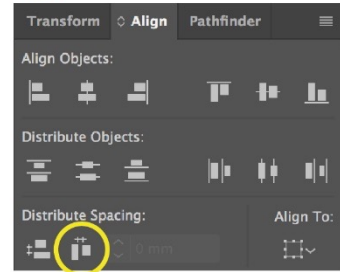 Transform Align Pathfinder
Align Objects:
Distribute Objects:
Distribute Spacing: Align To:
0 mm